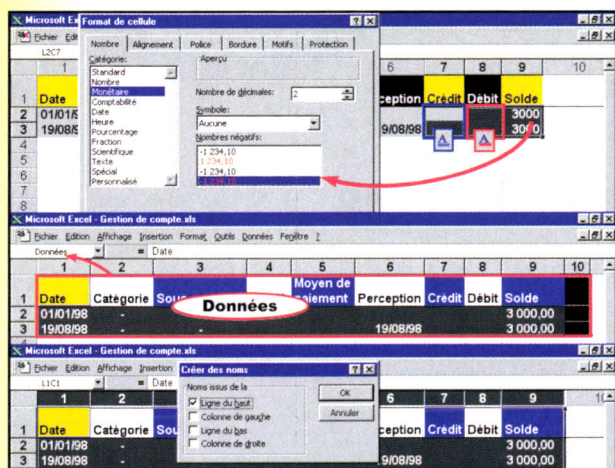 Microsoft Ex
Format de cellule
Fichier Edition
L2C7
Nombre Alignement Police Bordure Motifs Protection
Catégorie:
Standard
Nombre
Monétaire
Comptabilité
Date
Heure
Pourcentage
Fraction
Scientifique
Texte
Spécial
Personnalisé
Aperçu
Nombre de décimales: 2
Symbole:
Aucune
Nombres négatifs:
-1 234,10
1 234,10
-1 234,10
-1 234,10
1 6 7 8 9 10
1 Date ception Crédit Débit Solde
2 01/01/9 3000
3 19/08/9 9/08/98 3000
4
5
6
7
8
Microsoft Excel - Gestion de compte.xls
Fichier Edition Affichage Insertion Format Outils Données Fenêtre ?
Données = Date
1 2 3 4 5 6 7 8 9 10
1 Date Catégorie Sou Moyen de paiement Perception Crédit Débit Solde
Données
2 01/01/98 - 3 000,00
3 19/08/98 - - 19/08/98 3 000,00
4
Microsoft Excel - Gestion de compte.xls
Fichier Edition Affichage Insertion
L1C1 = Date
Créer des noms
Noms issus de la
Ligne du haut
Colonne de gauche
Ligne du bas
Colonne de droite
OK
Annuler
1 2 6 7 8 9 1(
1 Date Catégorie Sou ception Crédit Débit Solde
2 01/01/98 - 3 000,00
3 19/08/98 - 9/08/98 3 000,00